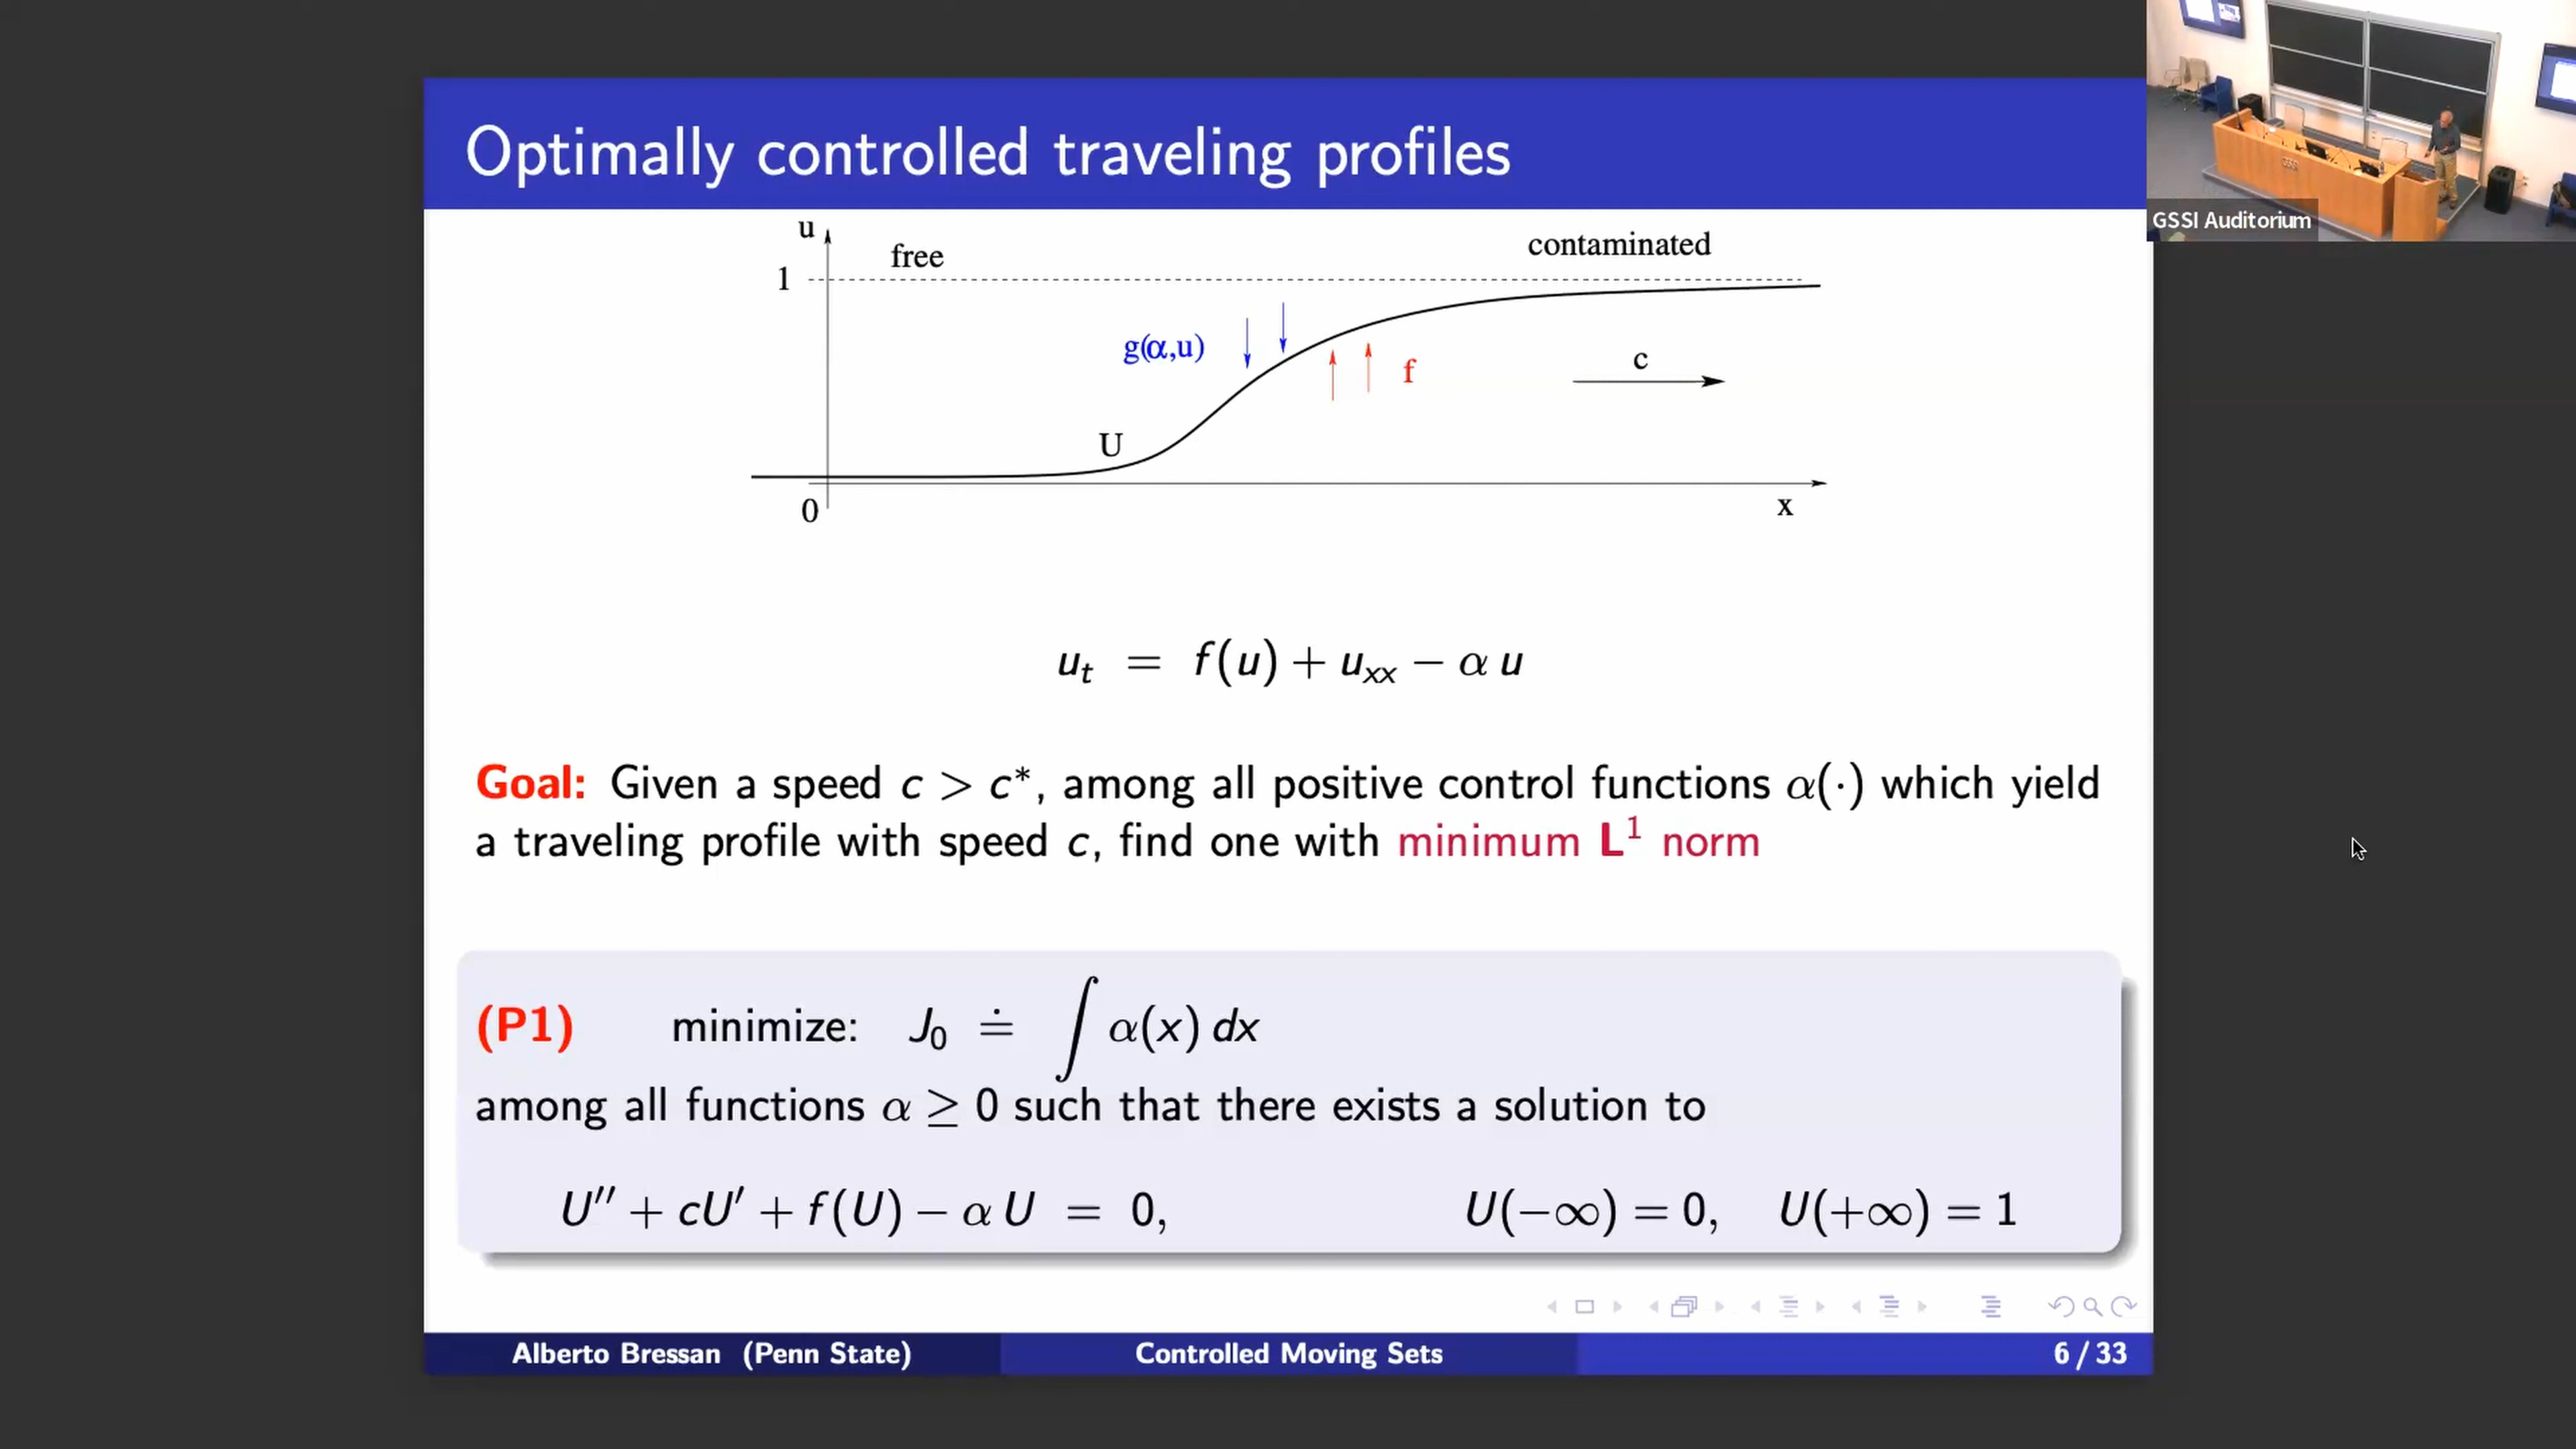 Optimally controlled traveling profiles
GSSI Auditorium
u
free
contaminated
1
g(α,u)
f
c
U
0
x
u_t = f(u) + u_xx − α u
Goal: Given a speed c > c*, among all positive control functions α(·) which yield
a traveling profile with speed c, find one with minimum L¹ norm
(P1) minimize: J₀ ≐ ∫ α(x) dx
among all functions α ≥ 0 such that there exists a solution to
U″ + cU′ + f(U) − α U = 0, U(−∞) = 0, U(+∞) = 1
Alberto Bressan (Penn State) Controlled Moving Sets 6 / 33